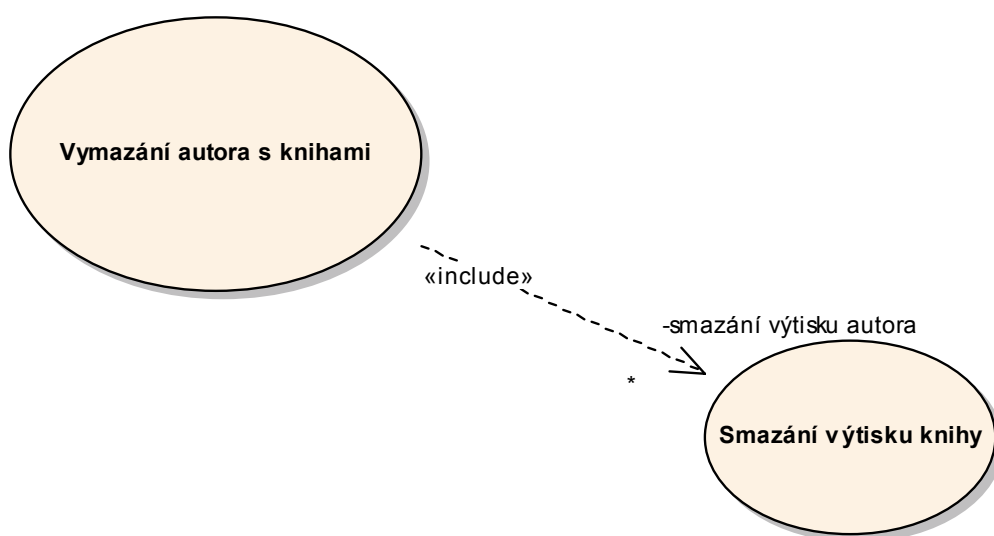 Vymazání autora s knihami
«include»
-smazání výtisku autora
*
Smazání výtisku knihy